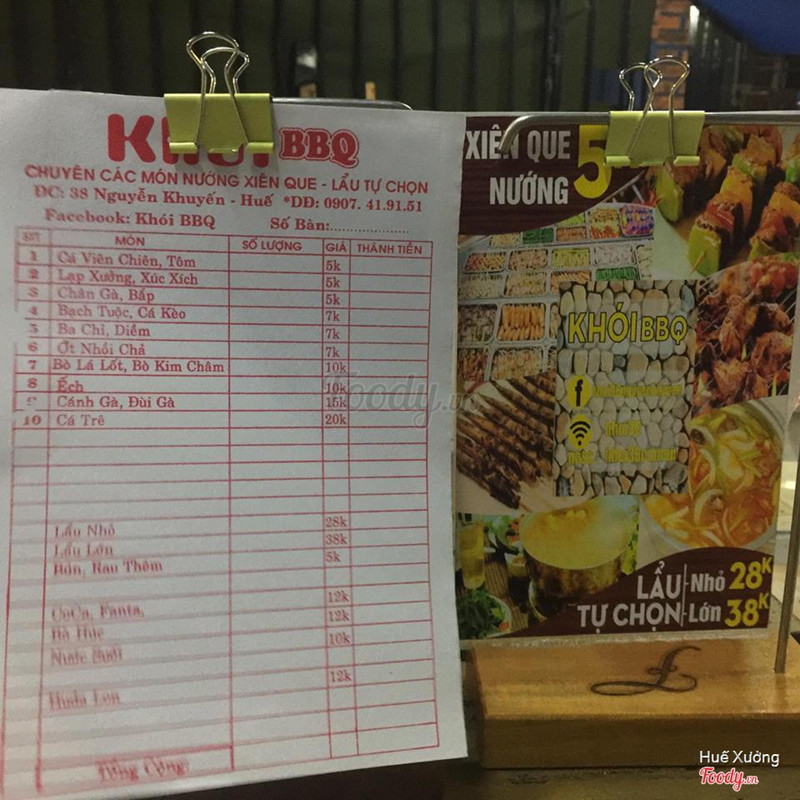 KHÓI BBQ
CHUYÊN CÁC MÓN NƯỚNG XIÊN QUE - LẨU TỰ CHỌN
ĐC: 38 Nguyễn Khuyến - Huế *DĐ: 0907. 41.91.51
Facebook: Khói BBQ Số Bàn:................
STT MÓN SỐ LƯỢNG GIÁ THÀNH TIỀN
1 Cá Viên Chiên, Tôm 5k
2 Lạp Xưởng, Xúc Xích 5k
3 Chân Gà, Bắp 5k
4 Bạch Tuộc, Cá Kèo 7k
5 Ba Chỉ, Diềm 7k
6 Ớt Nhồi Chả 7k
7 Bò Lá Lốt, Bò Kim Châm 10k
8 Ếch 10k
9 Cánh Gà, Đùi Gà 15k
10 Cá Trê 20k
Lẩu Nhỏ 28k
Lẩu Lớn 38k
Bún, Rau Thêm 5k
CoCa, Fanta, 12k
Bò Húc 12k
Nước Suối 10k
Huda Lon 12k
Tổng Cộng:
XIÊN QUE 5
NƯỚNG
KHÓI BBQ
LẨU Nhỏ 28K
TỰ CHỌN Lớn 38K
Foody.vn
Huế Xưởng
Foody.vn